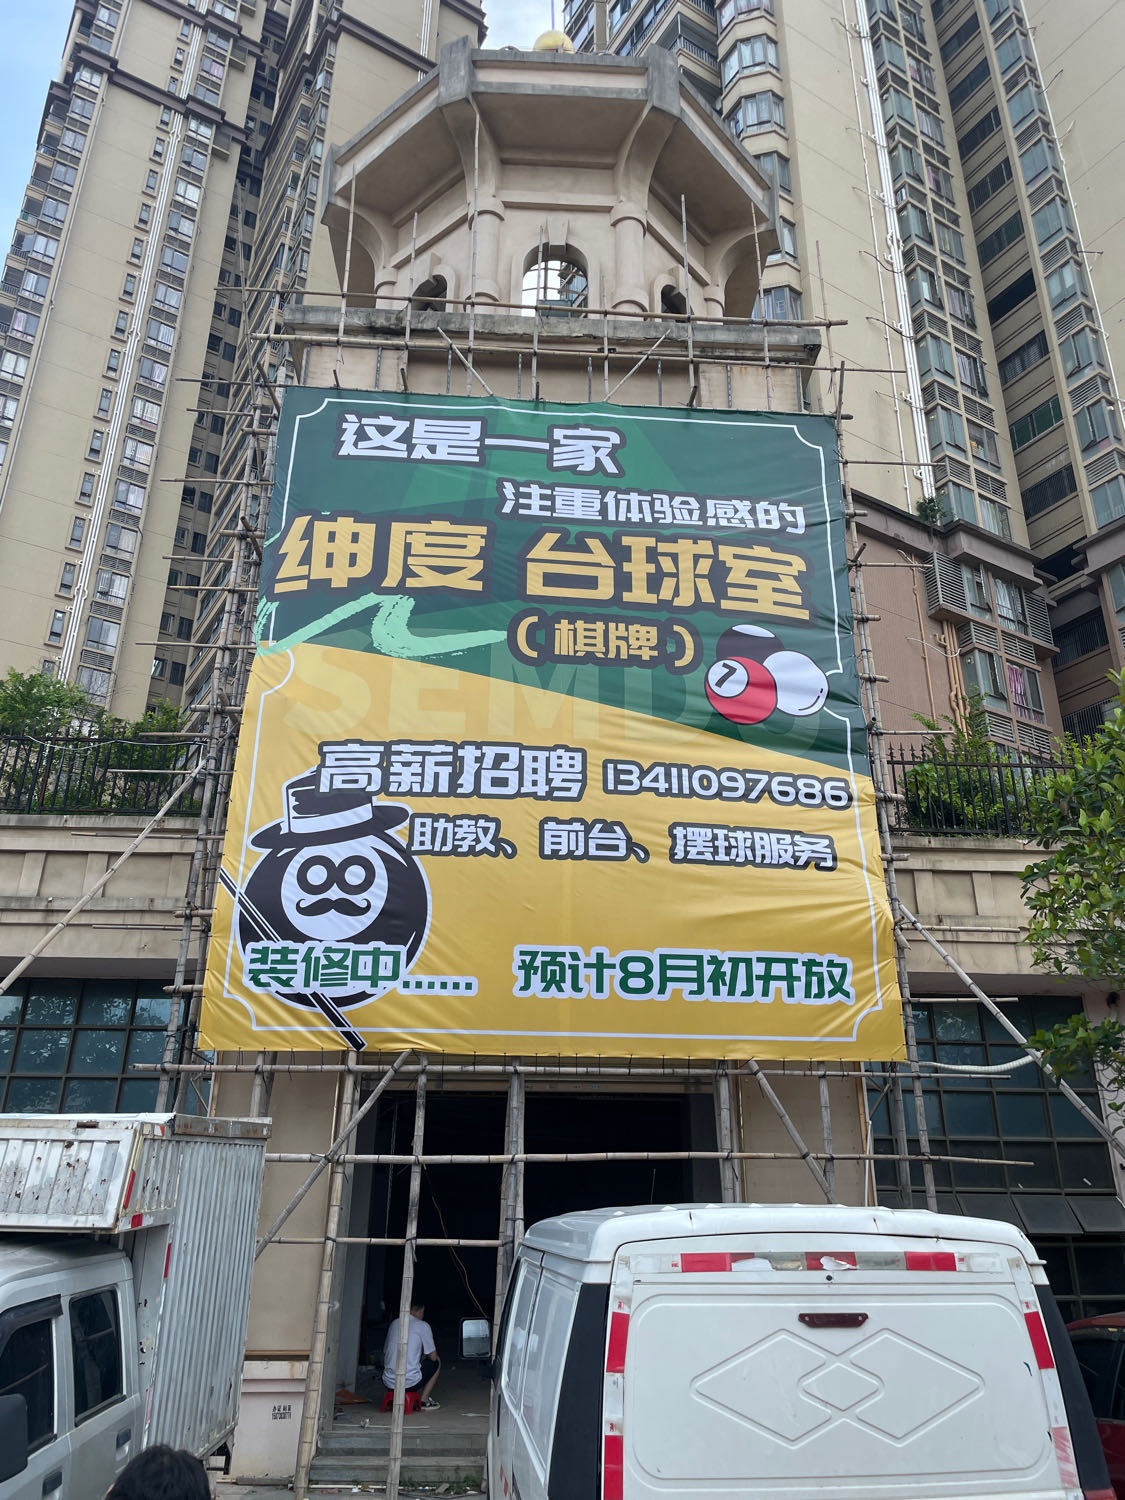 这是一家
注重体验感的
绅度 台球室
(棋牌)
7
SEMDU
高薪招聘 13411097686
助教、前台、摆球服务
装修中...... 预计8月初开放